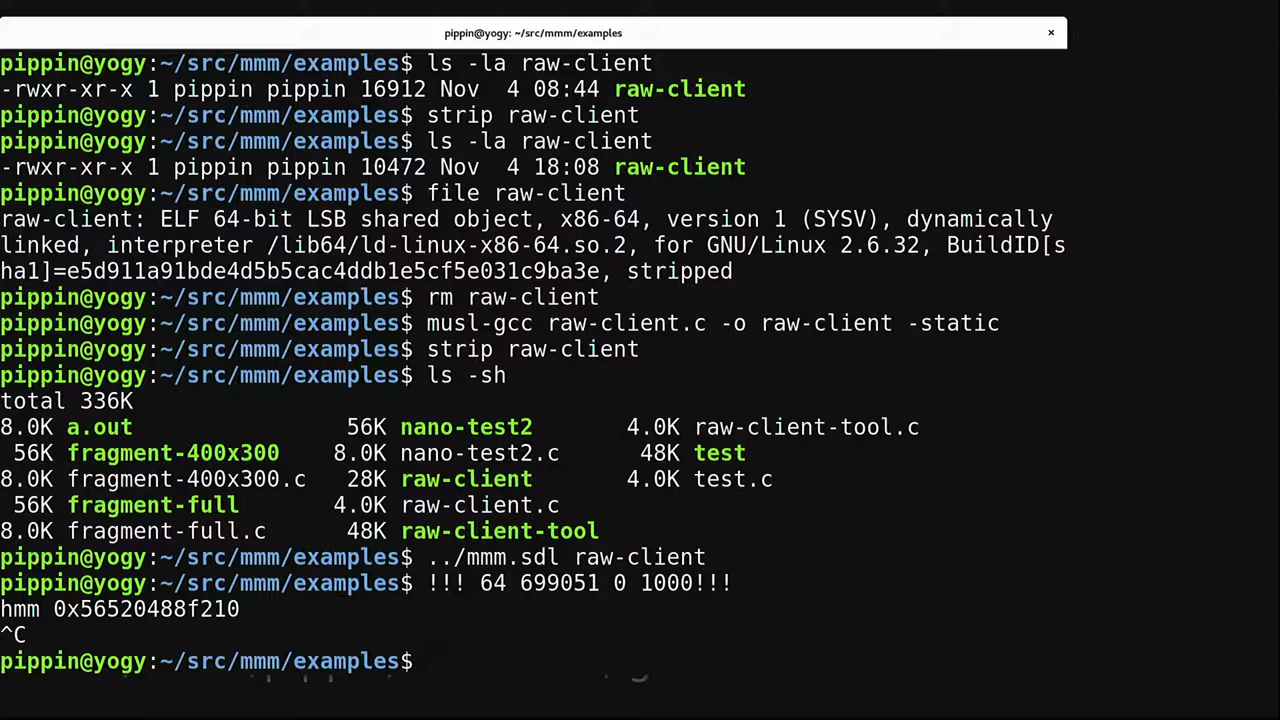 pippin@yogy: ~/src/mmm/examples ×
pippin@yogy:~/src/mmm/examples$ ls -la raw-client
-rwxr-xr-x 1 pippin pippin 16912 Nov  4 08:44 raw-client
pippin@yogy:~/src/mmm/examples$ strip raw-client
pippin@yogy:~/src/mmm/examples$ ls -la raw-client
-rwxr-xr-x 1 pippin pippin 10472 Nov  4 18:08 raw-client
pippin@yogy:~/src/mmm/examples$ file raw-client
raw-client: ELF 64-bit LSB shared object, x86-64, version 1 (SYSV), dynamically
linked, interpreter /lib64/ld-linux-x86-64.so.2, for GNU/Linux 2.6.32, BuildID[s
ha1]=e5d911a91bde4d5b5cac4ddb1e5cf5e031c9ba3e, stripped
pippin@yogy:~/src/mmm/examples$ rm raw-client
pippin@yogy:~/src/mmm/examples$ musl-gcc raw-client.c -o raw-client -static
pippin@yogy:~/src/mmm/examples$ strip raw-client
pippin@yogy:~/src/mmm/examples$ ls -sh
total 336K
8.0K a.out                56K nano-test2         4.0K raw-client-tool.c
 56K fragment-400x300    8.0K nano-test2.c        48K test
8.0K fragment-400x300.c   28K raw-client         4.0K test.c
 56K fragment-full       4.0K raw-client.c
8.0K fragment-full.c      48K raw-client-tool
pippin@yogy:~/src/mmm/examples$ ../mmm.sdl raw-client
pippin@yogy:~/src/mmm/examples$ !!! 64 699051 0 1000!!!
hmm 0x56520488f210
^C
pippin@yogy:~/src/mmm/examples$